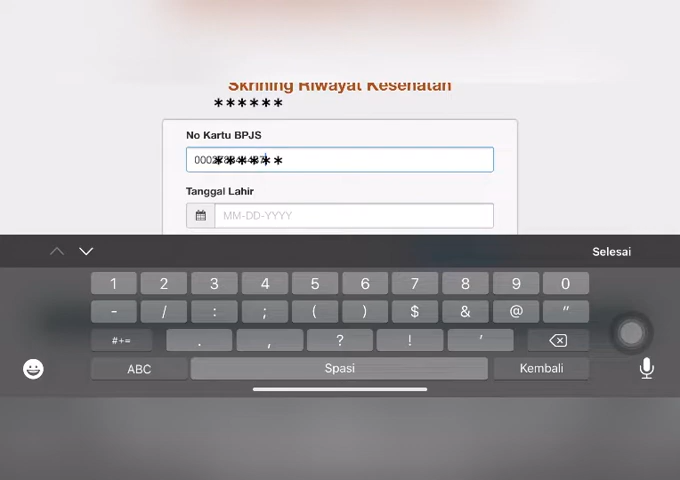 Skrining Riwayat Kesehatan
******
No Kartu BPJS
Tanggal Lahir
MM-DD-YYYY
Selesai
1 2 3 4 5 6 7 8 9 0
- / : ; ( ) $ & @ "
#+= . , ? ! '
ABC Spasi Kembali